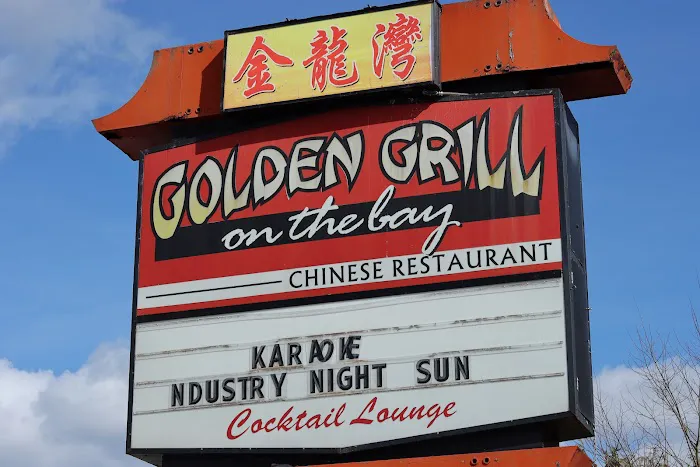 金龍灣
GOLDEN GRILL
on the bay
CHINESE RESTAURANT
KARAOKE
NDUSTRY NIGHT SUN
Cocktail Lounge